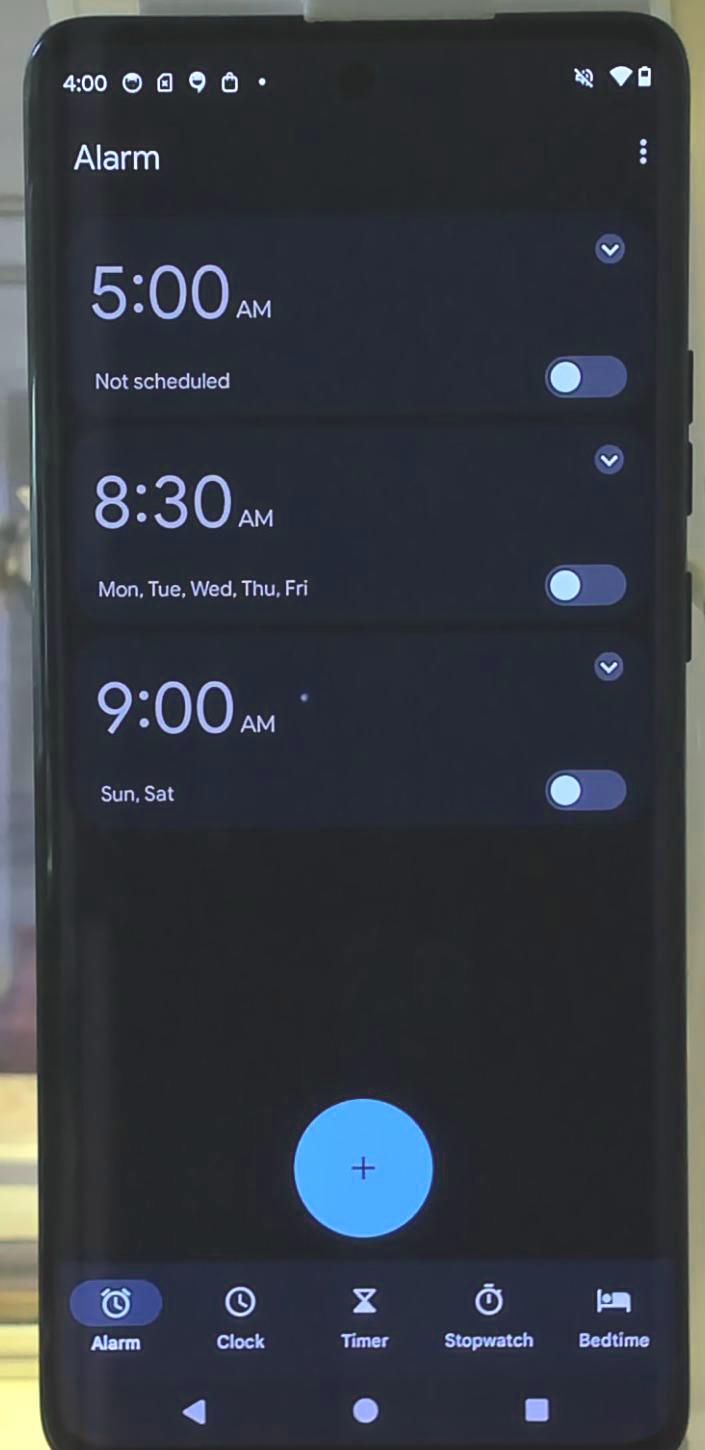 4:00
Alarm
5:00 AM
Not scheduled
8:30 AM
Mon, Tue, Wed, Thu, Fri
9:00 AM
Sun, Sat
+
Alarm Clock Timer Stopwatch Bedtime